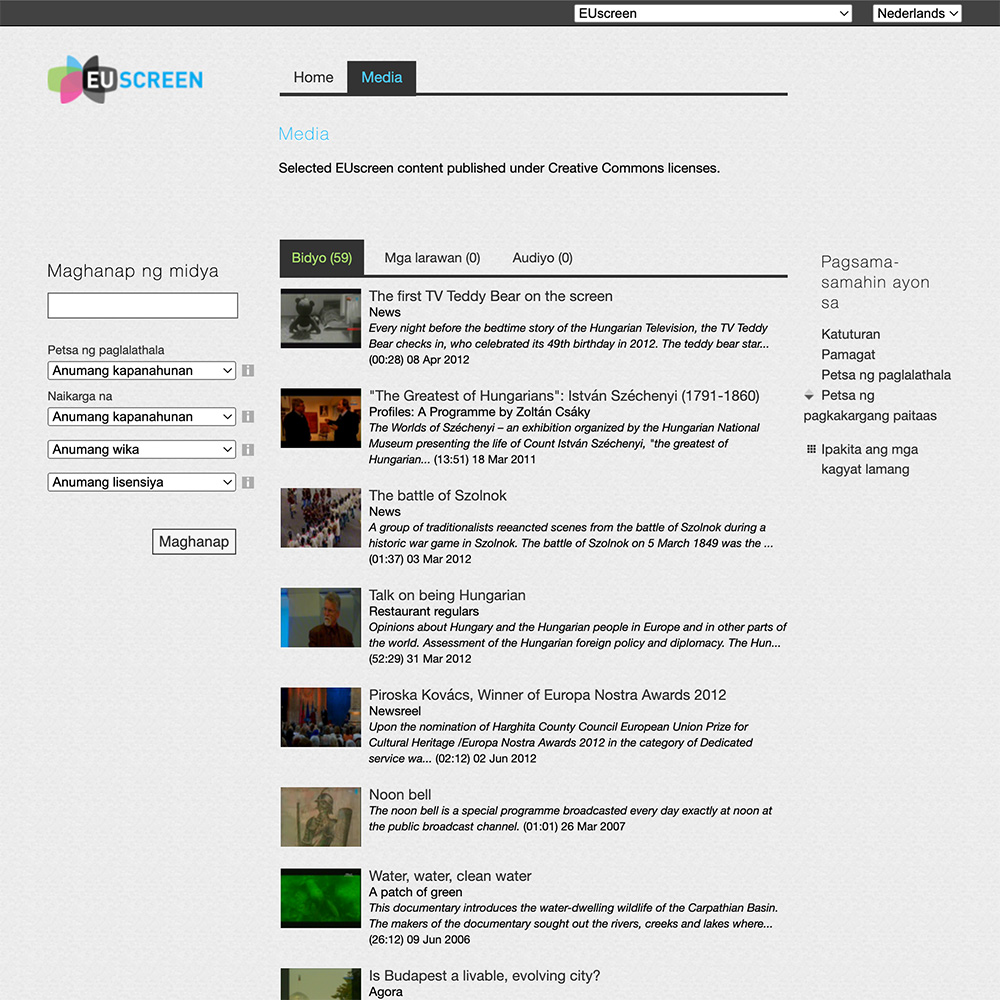 EUscreen
Nederlands
EUSCREEN
Home
Media
Media
Selected EUscreen content published under Creative Commons licenses.
Maghanap ng midya
Petsa ng paglalathala
Anumang kapanahunan
Naikarga na
Anumang kapanahunan
Anumang wika
Anumang lisensiya
Maghanap
Bidyo (59)
Mga larawan (0)
Audiyo (0)
The first TV Teddy Bear on the screen
News
Every night before the bedtime story of the Hungarian Television, the TV Teddy
Bear checks in, who celebrated its 49th birthday in 2012. The teddy bear star...
(00:28) 08 Apr 2012
"The Greatest of Hungarians": István Széchenyi (1791-1860)
Profiles: A Programme by Zoltán Csáky
The Worlds of Széchenyi – an exhibition organized by the Hungarian National
Museum presenting the life of Count István Széchenyi, "the greatest of
Hungarian... (13:51) 18 Mar 2011
The battle of Szolnok
News
A group of traditionalists reeancted scenes from the battle of Szolnok during a
historic war game in Szolnok. The battle of Szolnok on 5 March 1849 was the ...
(01:37) 03 Mar 2012
Talk on being Hungarian
Restaurant regulars
Opinions about Hungary and the Hungarian people in Europe and in other parts of
the world. Assessment of the Hungarian foreign policy and diplomacy. The Hun...
(52:29) 31 Mar 2012
Piroska Kovács, Winner of Europa Nostra Awards 2012
Newsreel
Upon the nomination of Harghita County Council European Union Prize for
Cultural Heritage /Europa Nostra Awards 2012 in the category of Dedicated
service wa... (02:12) 02 Jun 2012
Noon bell
The noon bell is a special programme broadcasted every day exactly at noon at
the public broadcast channel. (01:01) 26 Mar 2007
Water, water, clean water
A patch of green
This documentary introduces the water-dwelling wildlife of the Carpathian Basin.
The makers of the documentary sought out the rivers, creeks and lakes where...
(26:12) 09 Jun 2006
Is Budapest a livable, evolving city?
Agora
Pagsama-
samahin ayon
sa
Katuturan
Pamagat
Petsa ng paglalathala
Petsa ng
pagkakargang paitaas
Ipakita ang mga
kagyat lamang